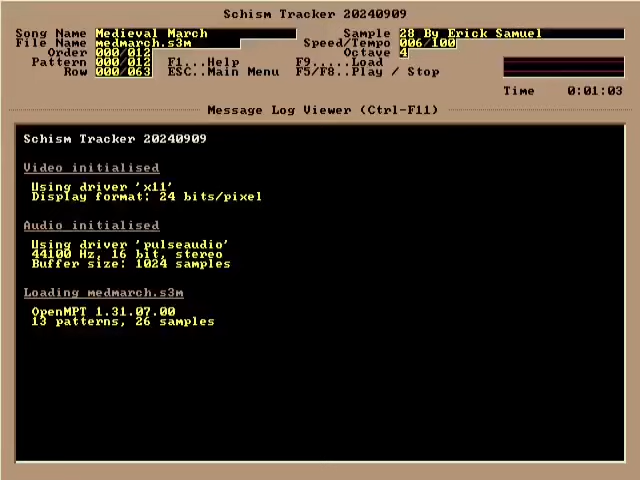 Schism Tracker 20240909
Song Name Medieval March Sample 28 By Erick Samuel
File Name medmarch.s3m Speed/Tempo 006/100
Order 000/012 Octave 4
Pattern 000/012 F1...Help F9.....Load
Row 000/063 ESC..Main Menu F5/F8..Play / Stop
Time 0:01:03
Message Log Viewer (Ctrl-F11)
Schism Tracker 20240909
Video initialised
Using driver 'x11'
Display format: 24 bits/pixel
Audio initialised
Using driver 'pulseaudio'
44100 Hz, 16 bit, stereo
Buffer size: 1024 samples
Loading medmarch.s3m
OpenMPT 1.31.07.00
13 patterns, 26 samples